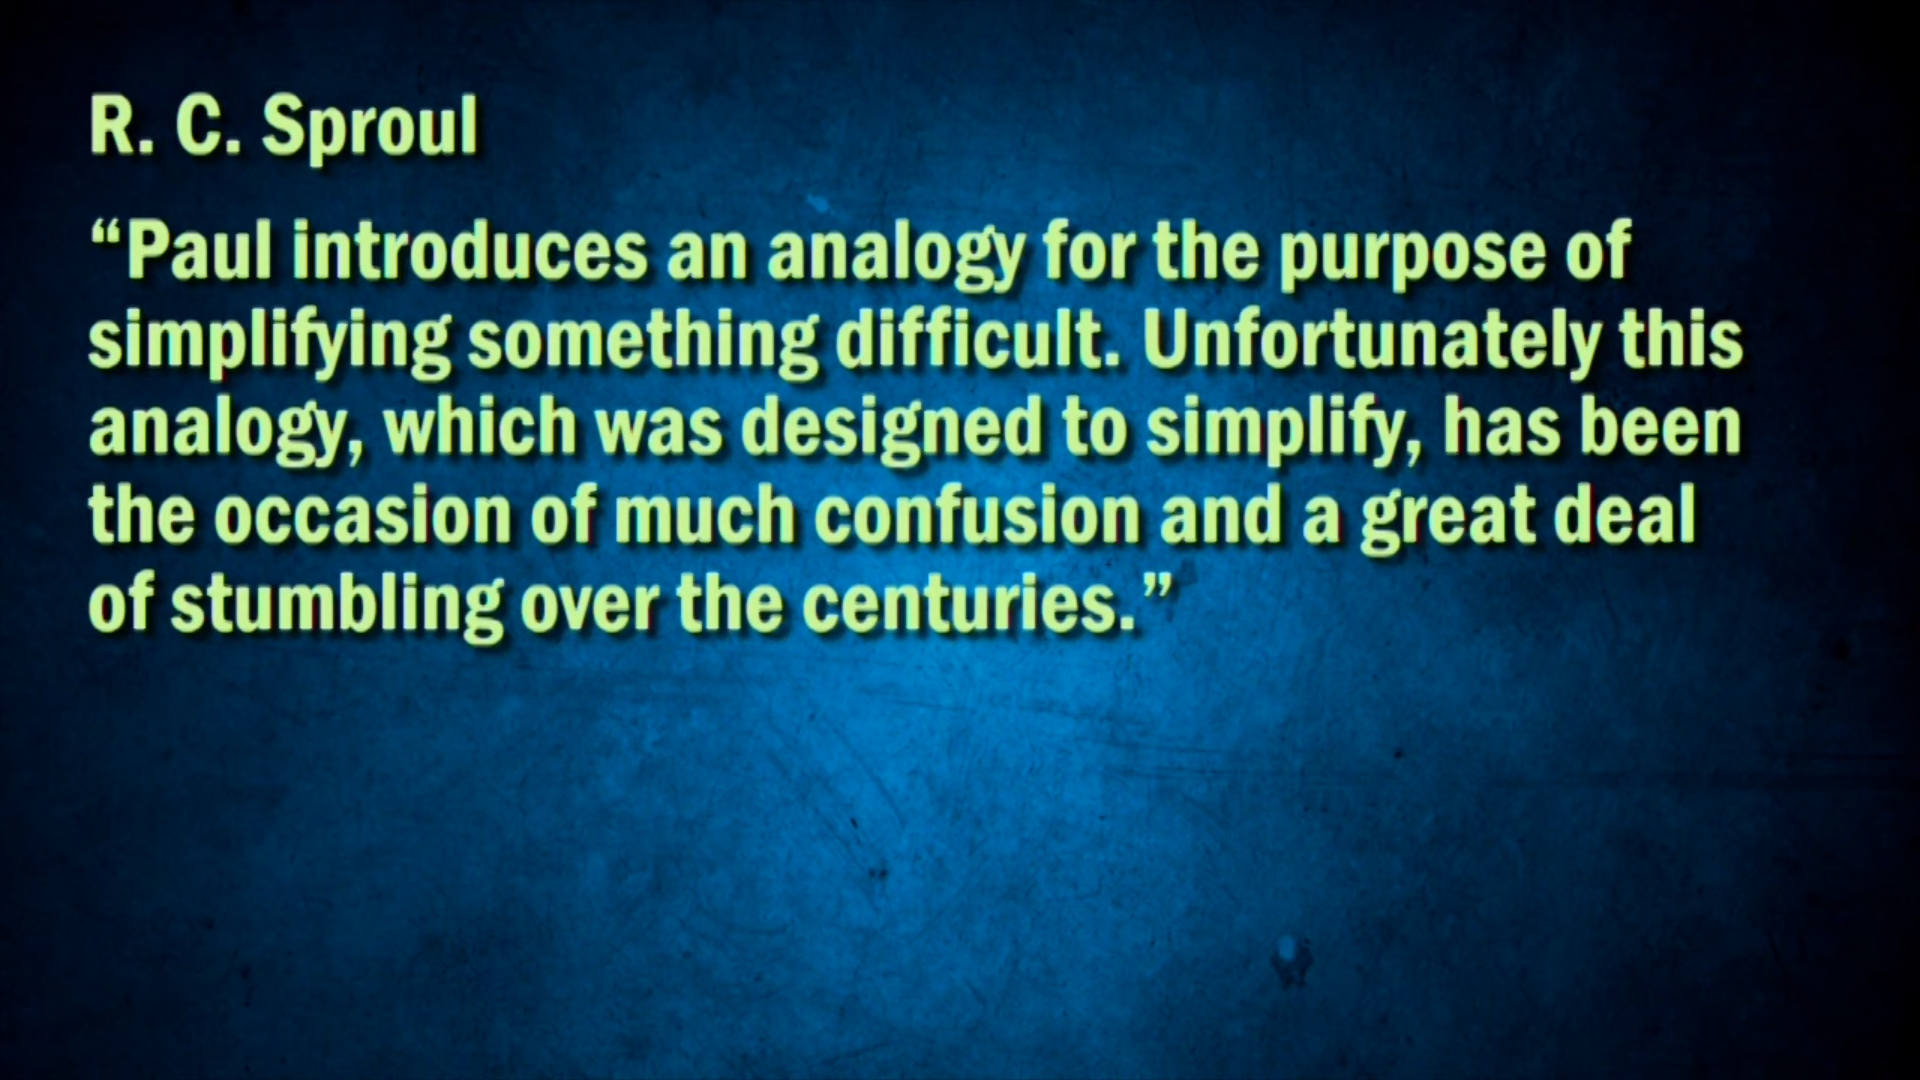 R. C. Sproul
“Paul introduces an analogy for the purpose of
simplifying something difficult. Unfortunately this
analogy, which was designed to simplify, has been
the occasion of much confusion and a great deal
of stumbling over the centuries.”